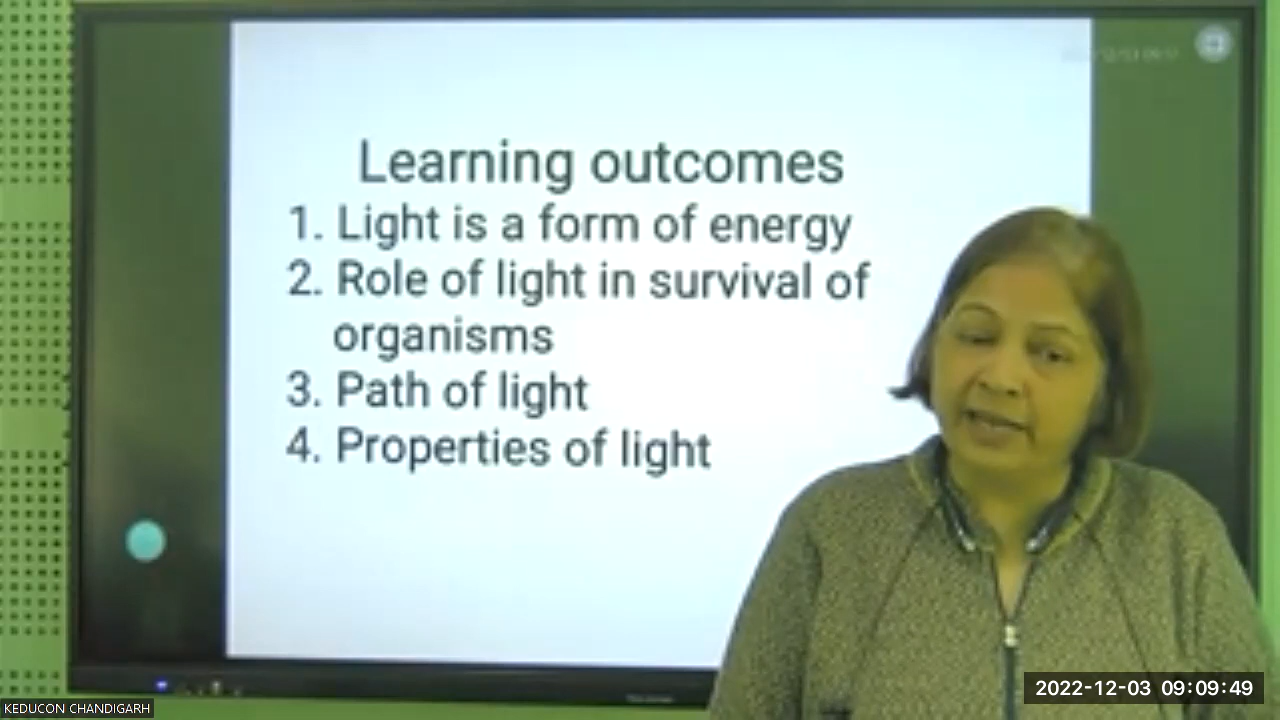 Learning outcomes
1. Light is a form of energy
2. Role of light in survival of
organisms
3. Path of light
4. Properties of light
KEDUCON CHANDIGARH
2022-12-03 09:09:49